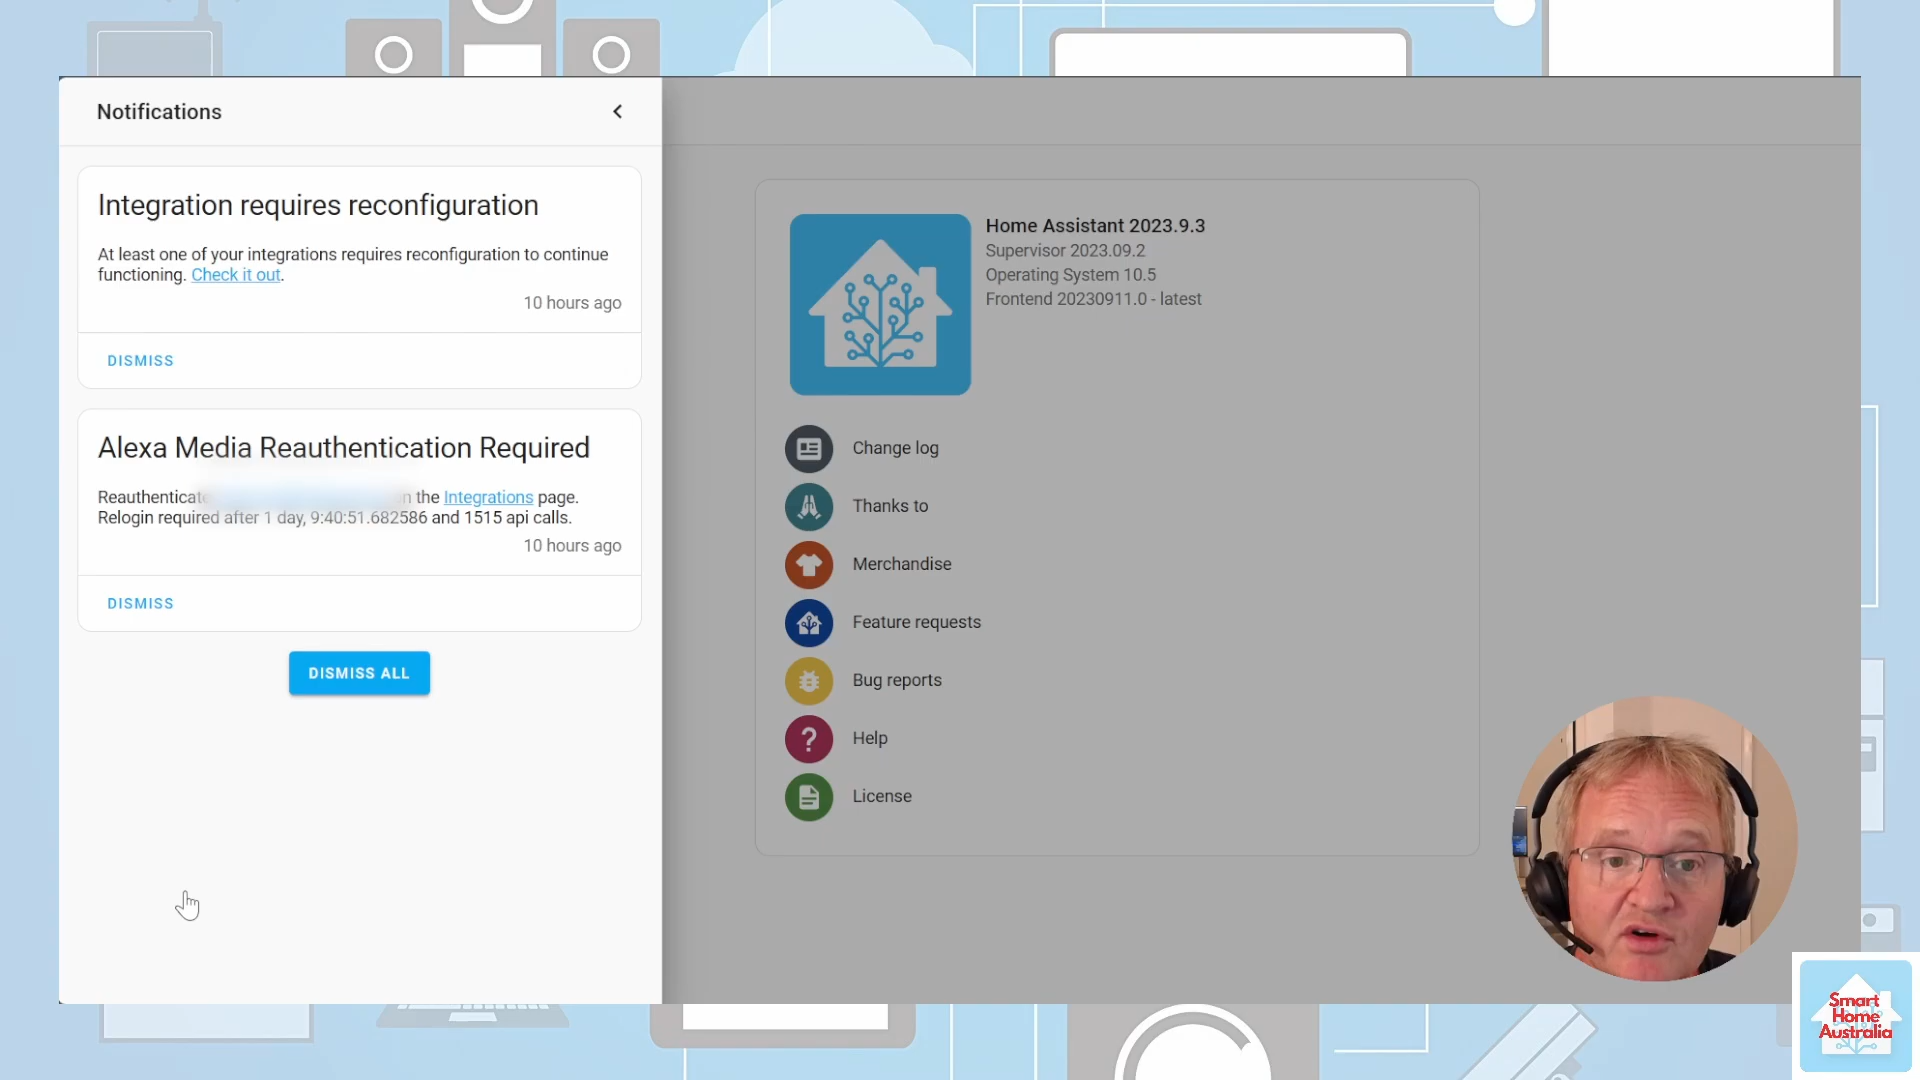 Notifications
Integration requires reconfiguration
At least one of your integrations requires reconfiguration to continue
functioning. Check it out.
10 hours ago
DISMISS
Alexa Media Reauthentication Required
Reauthenticate the Integrations page.
Relogin required after 1 day, 9:40:51.682586 and 1515 api calls.
10 hours ago
DISMISS
DISMISS ALL
Home Assistant 2023.9.3
Supervisor 2023.09.2
Operating System 10.5
Frontend 20230911.0 - latest
Change log
Thanks to
Merchandise
Feature requests
Bug reports
Help
License
Smart
Home
Australia